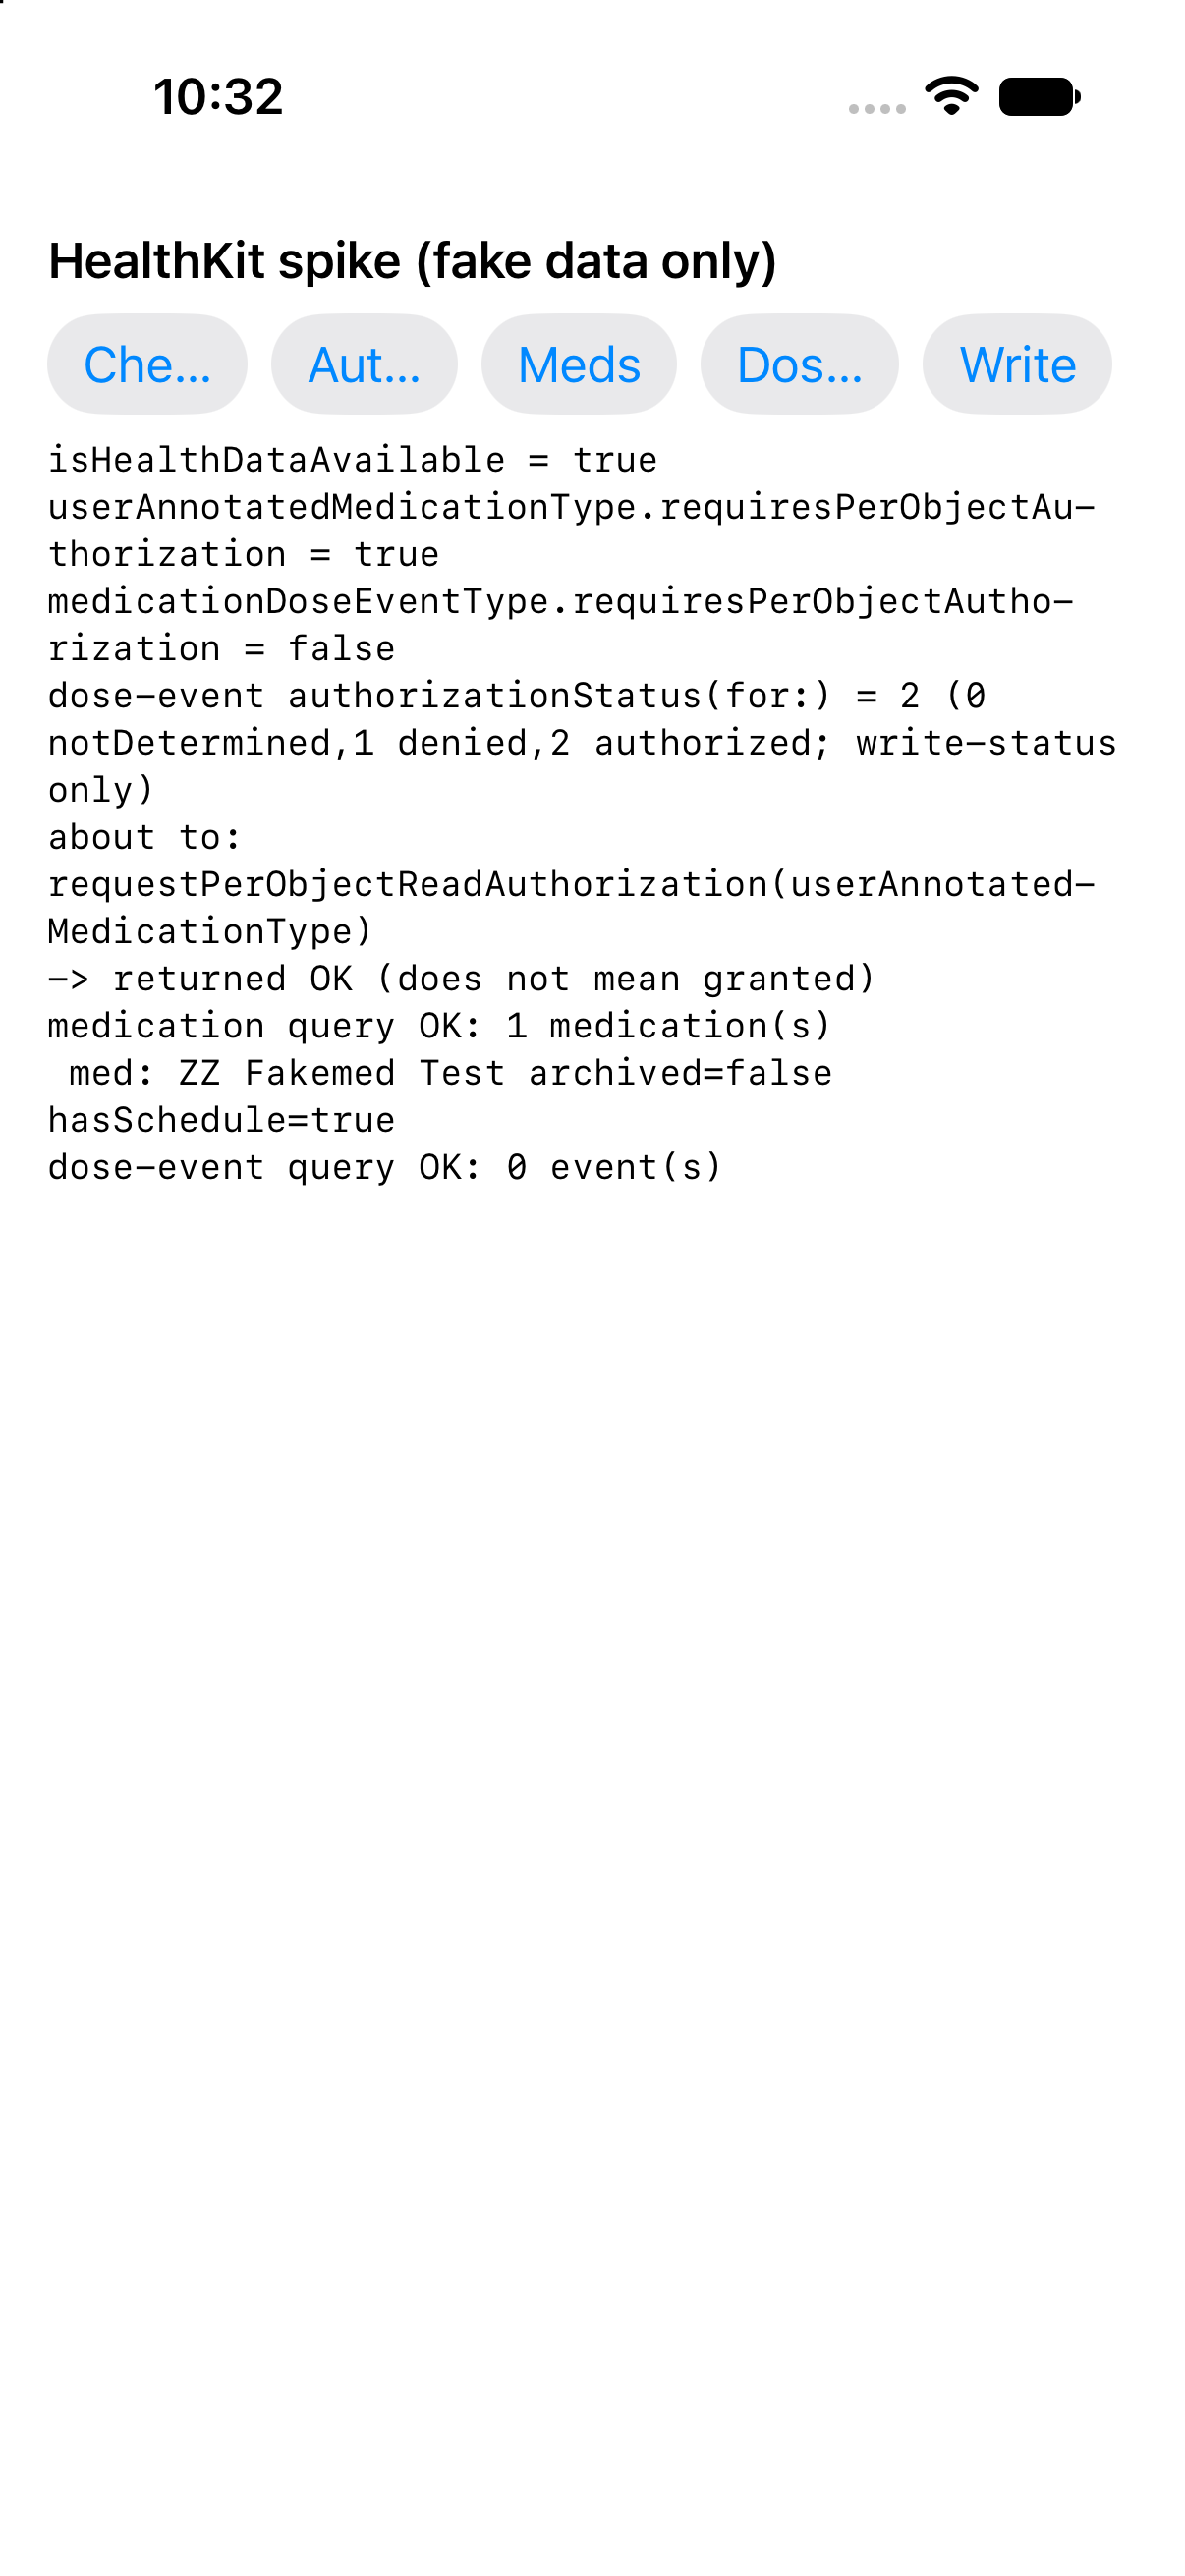 10:32
HealthKit spike (fake data only)
Che... Aut... Meds Dos... Write
isHealthDataAvailable = true
userAnnotatedMedicationType.requiresPerObjectAu-
thorization = true
medicationDoseEventType.requiresPerObjectAutho-
rization = false
dose-event authorizationStatus(for:) = 2 (0
notDetermined,1 denied,2 authorized; write-status
only)
about to:
requestPerObjectReadAuthorization(userAnnotated-
MedicationType)
-> returned OK (does not mean granted)
medication query OK: 1 medication(s)
 med: ZZ Fakemed Test archived=false
hasSchedule=true
dose-event query OK: 0 event(s)